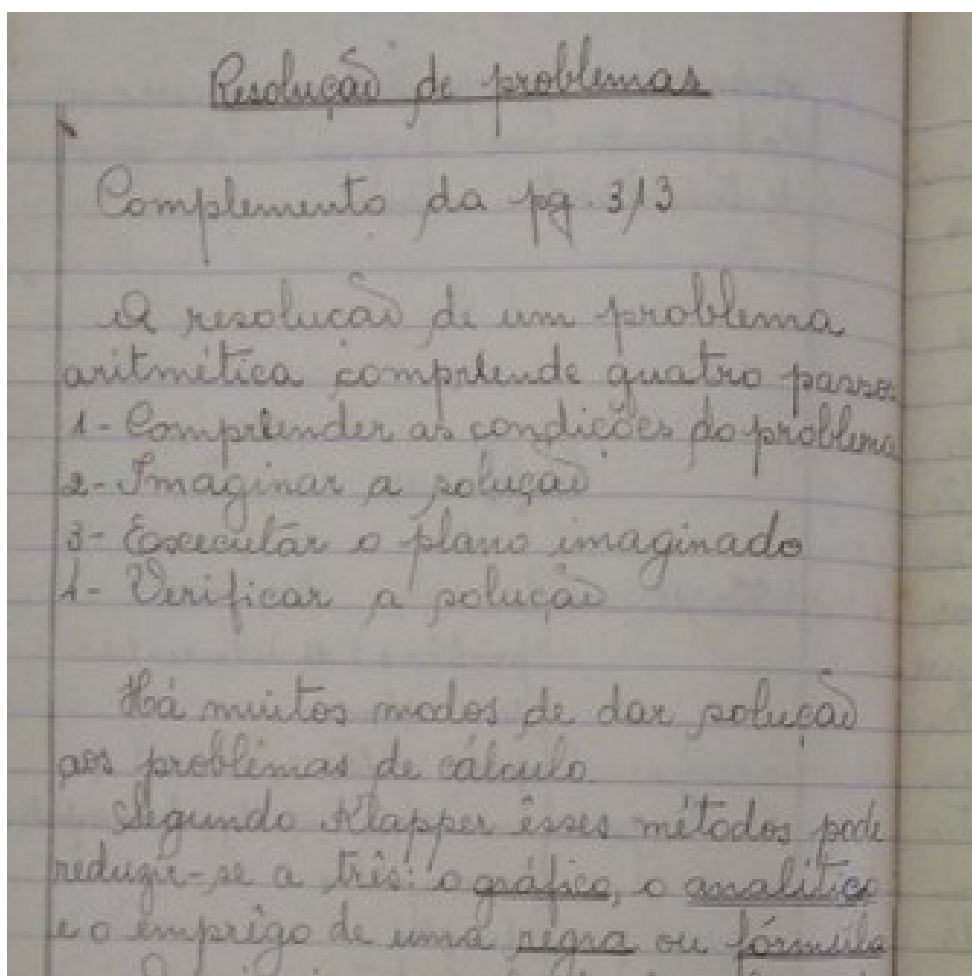 Resolução de problemas
Complemento da pg. 313
A resolução de um problema
aritmética compreende quatro passos
1- Comprender as condições do problema
2- Imaginar a solução
3- Executar o plano imaginado
4- Verificar a solução
Há muitos modos de dar solução
aos problemas de cálculo.
Segundo Klapper êsses métodos pode
reduzir-se a três: o gráfico, o analítico
e o emprêgo de uma regra ou fórmula